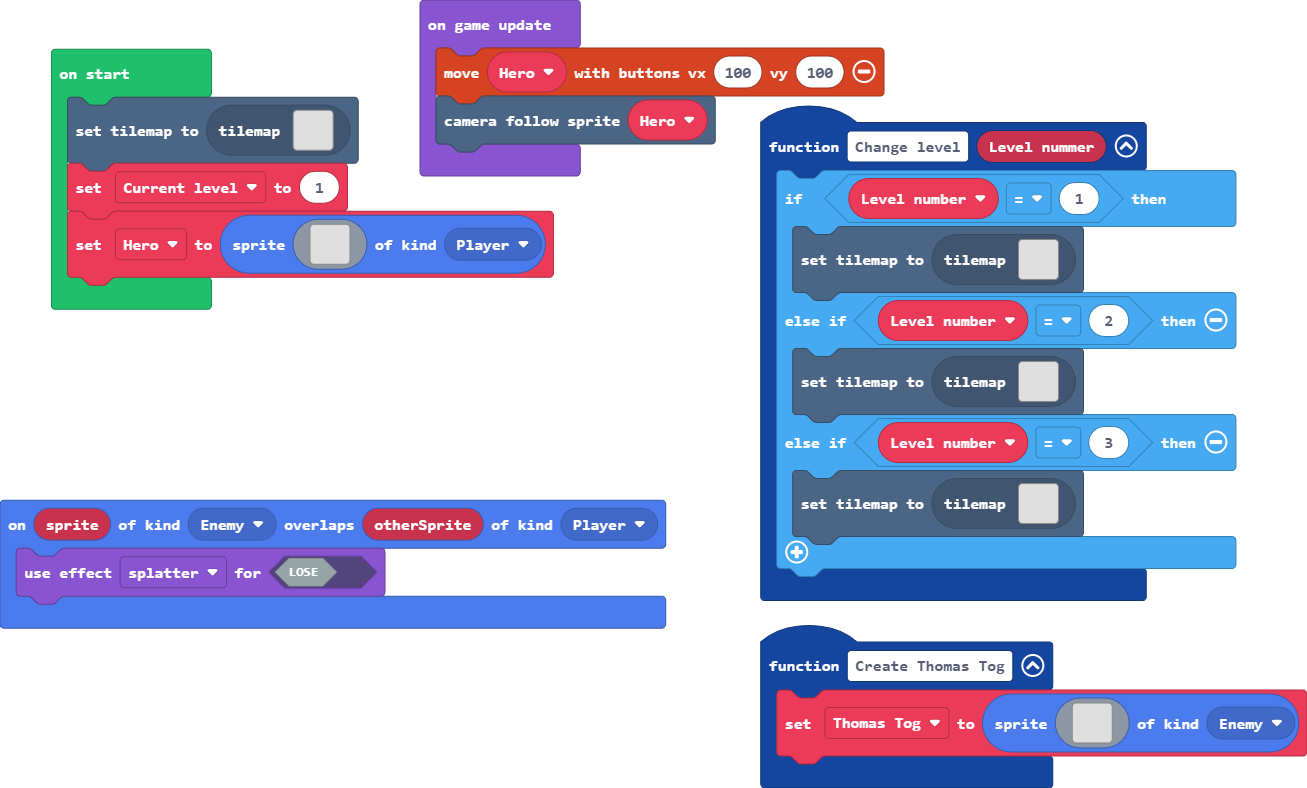 on start
set tilemap to tilemap
set Current level to 1
set Hero to sprite of kind Player
on game update
move Hero with buttons vx 100 vy 100
camera follow sprite Hero
function Change level Level nummer
if Level number = 1 then
set tilemap to tilemap
else if Level number = 2 then
set tilemap to tilemap
else if Level number = 3 then
set tilemap to tilemap
on sprite of kind Enemy overlaps otherSprite of kind Player
use effect splatter for LOSE
function Create Thomas Tog
set Thomas Tog to sprite of kind Enemy